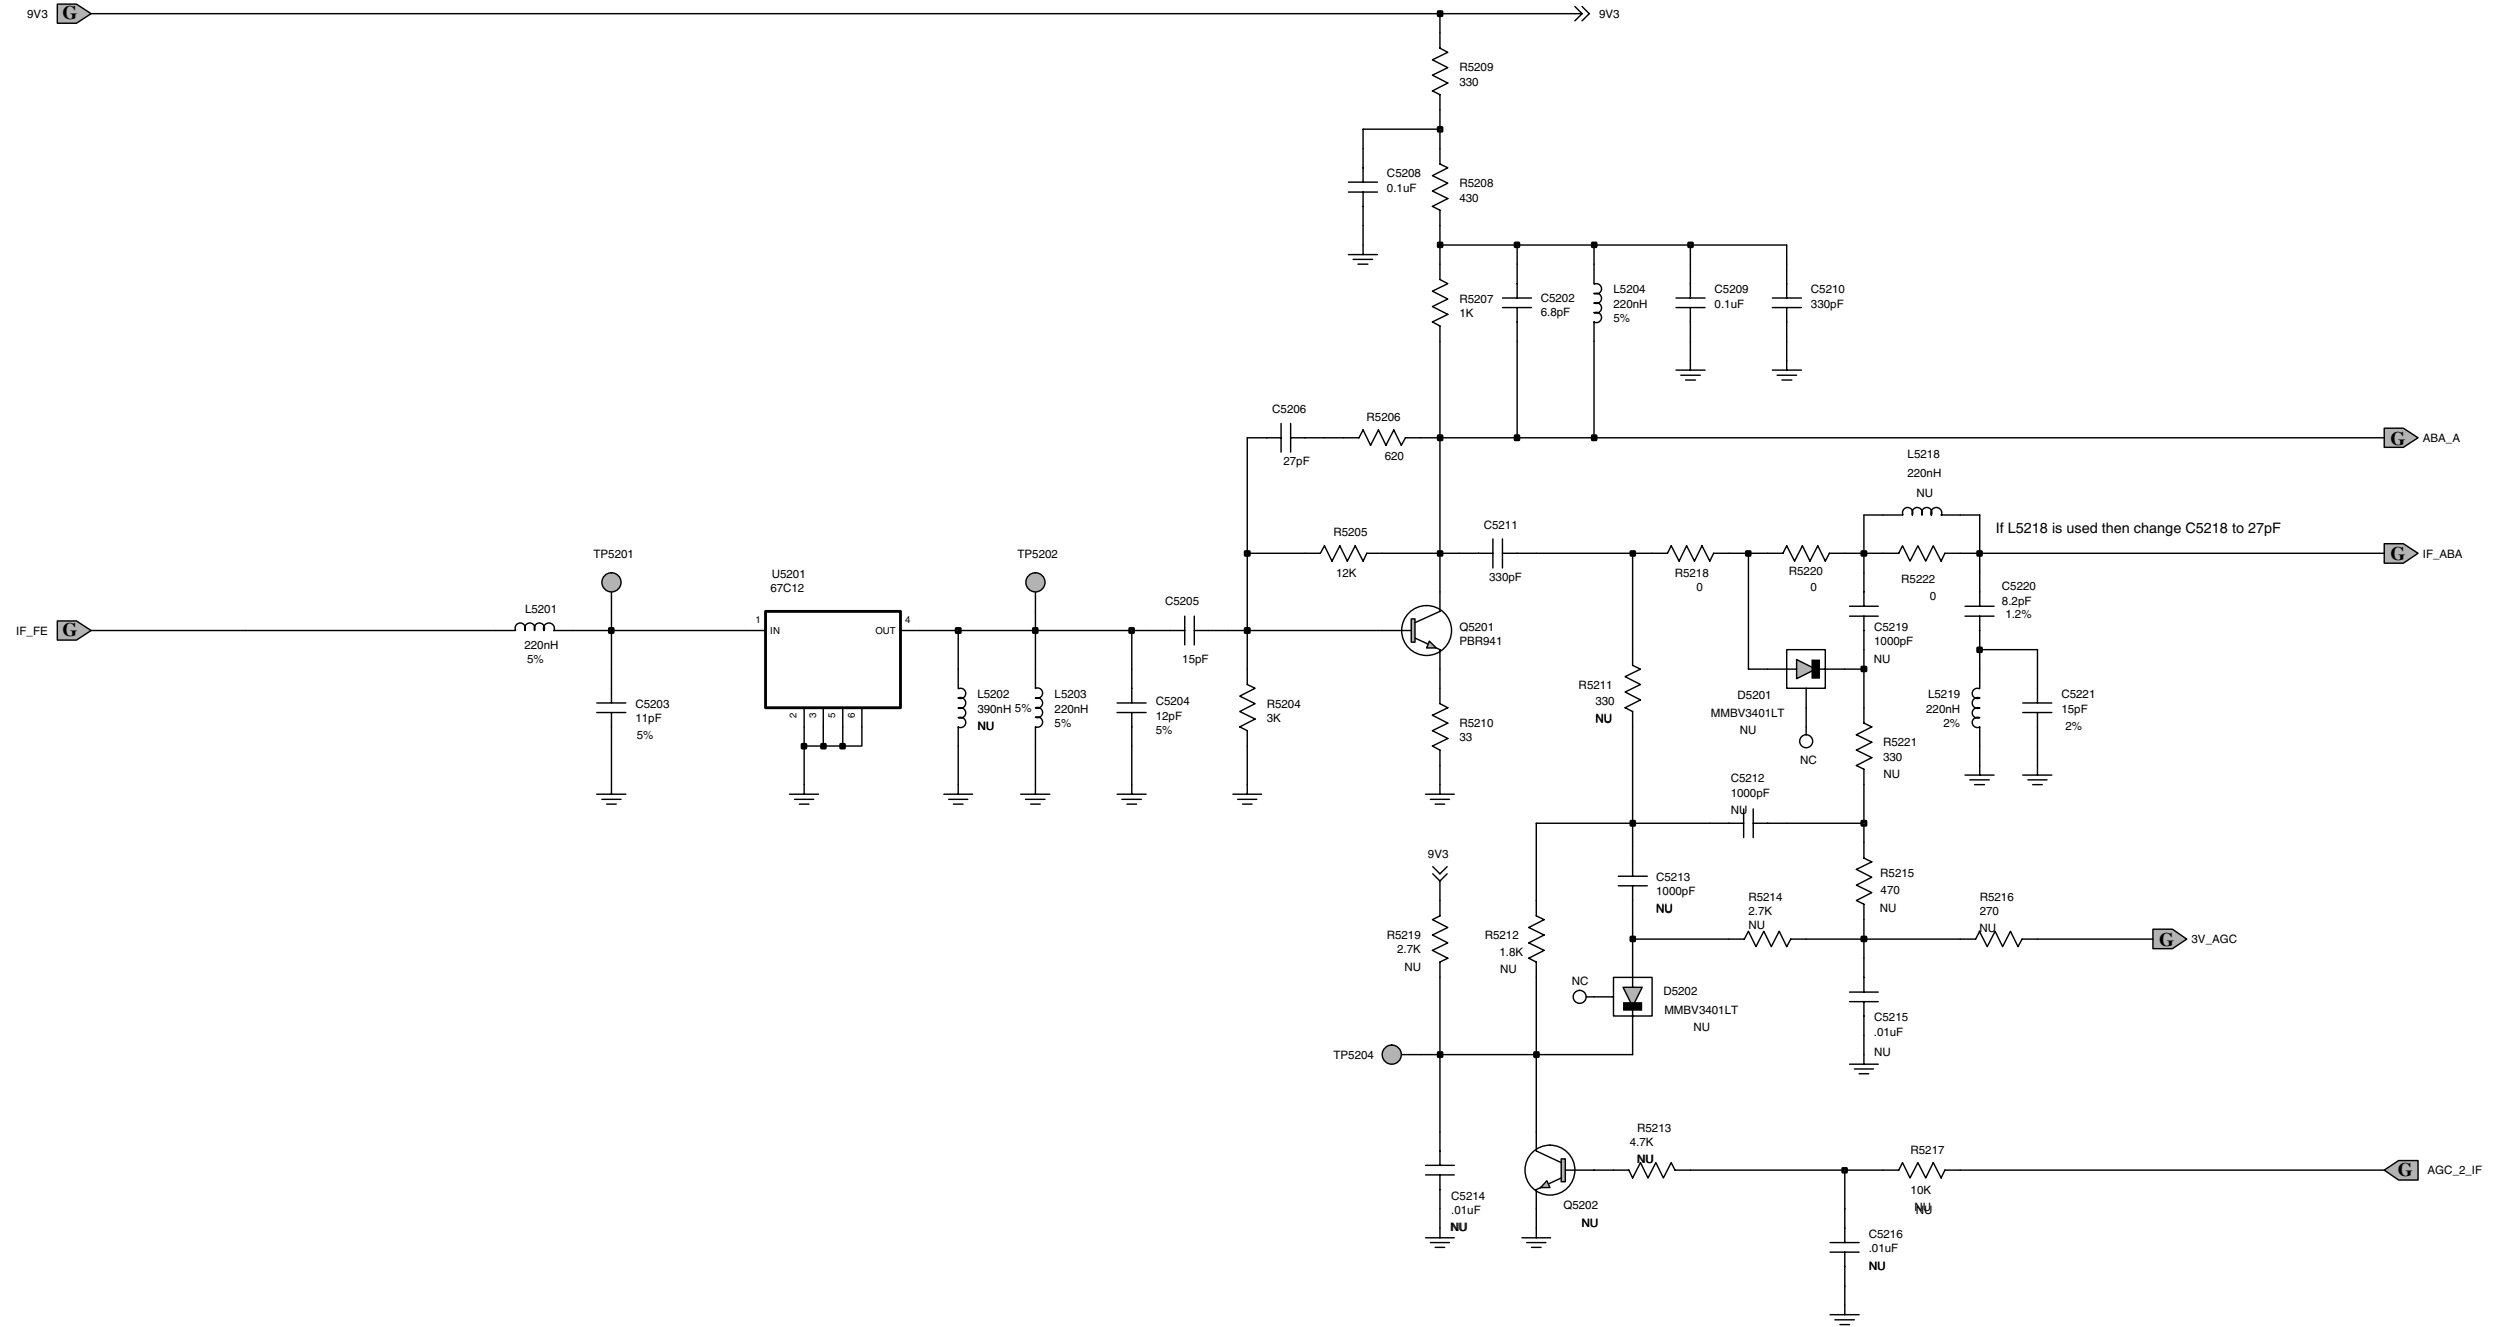 9V3
G
9V3
R5209
330
C5208
0.1uF
R5208
430
R5207
1K
C5202
6.8pF
L5204
220nH
5%
C5209
0.1uF
C5210
330pF
C5206
27pF
R5206
620
G
ABA_A
L5218
220nH
NU
If L5218 is used then change C5218 to 27pF
R5205
12K
C5211
330pF
R5218
0
R5220
0
R5222
0
G
IF_ABA
TP5201
TP5202
U5201
67C12
IF_FE
G
L5201
220nH
5%
1
IN
OUT
4
2
3
5
6
C5203
11pF
5%
L5202
390nH 5%
NU
L5203
220nH
5%
C5204
12pF
5%
C5205
15pF
R5204
3K
Q5201
PBR941
R5210
33
R5211
330
NU
C5219
1000pF
NU
C5220
8.2pF
1.2%
D5201
MMBV3401LT
NU
NC
L5219
220nH
2%
C5221
15pF
2%
R5221
330
NU
C5212
1000pF
NU
9V3
C5213
1000pF
NU
R5215
470
NU
R5214
2.7K
NU
R5216
270
NU
G
3V_AGC
R5219
2.7K
NU
R5212
1.8K
NU
NC
D5202
MMBV3401LT
NU
C5215
.01uF
NU
TP5204
R5213
4.7K
NU
R5217
10K
NU
NU
G
AGC_2_IF
C5214
.01uF
NU
Q5202
NU
C5216
.01uF
NU